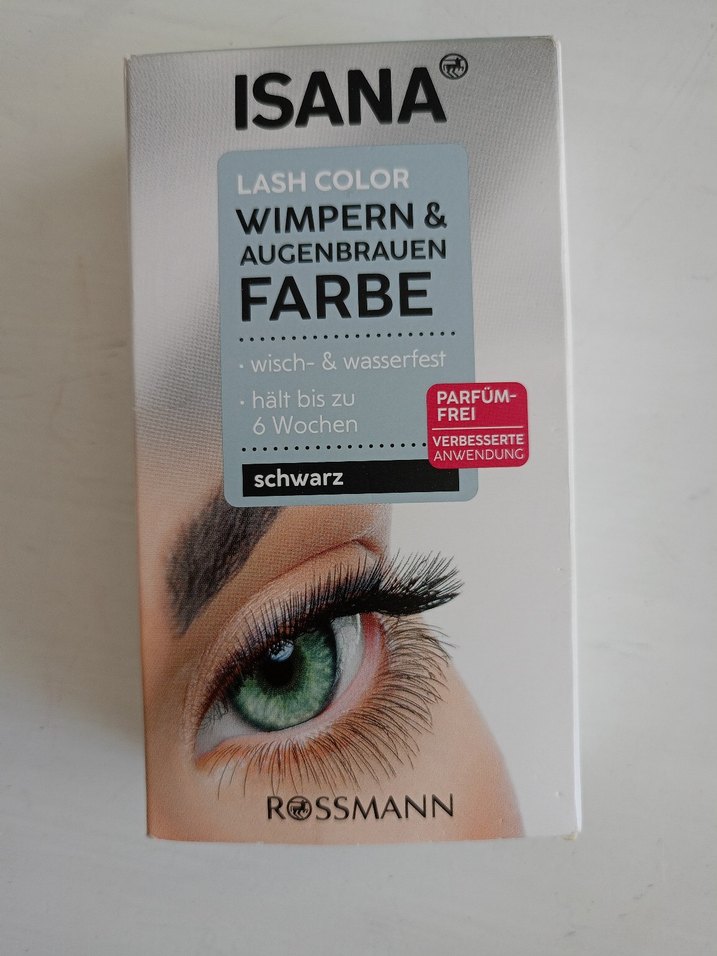 ISANA
LASH COLOR
WIMPERN &
AUGENBRAUEN
FARBE
· wisch- & wasserfest
· hält bis zu
6 Wochen
PARFÜM-
FREI
VERBESSERTE
ANWENDUNG
schwarz
ROSSMANN